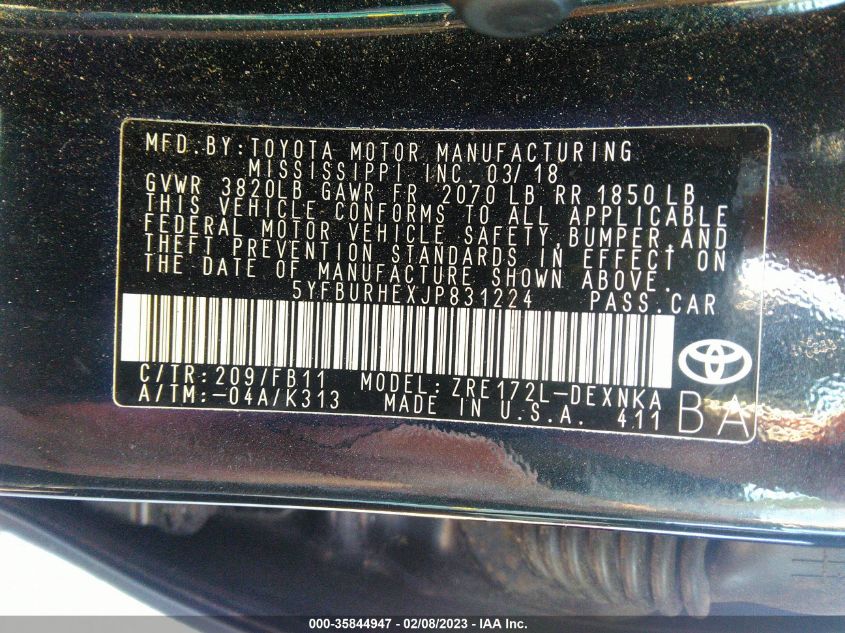 MFD.BY:TOYOTA MOTOR MANUFACTURING
MISSISSIPPI INC. 03/18
GVWR 3820LB GAWR FR 2070 LB RR 1850 LB
THIS VEHICLE CONFORMS TO ALL APPLICABLE
FEDERAL MOTOR VEHICLE SAFETY,BUMPER,AND
THEFT PREVENTION STANDARDS IN EFFECT ON
THE DATE OF MANUFACTURE SHOWN ABOVE.
5YFBURHEXJP831224 PASS.CAR
C/TR:209/FB11 MODEL:ZRE172L-DEXNKA
A/TM:-04A/K313 MADE IN U.S.A. 411
BA
000-35844947 - 02/08/2023 - IAA Inc.